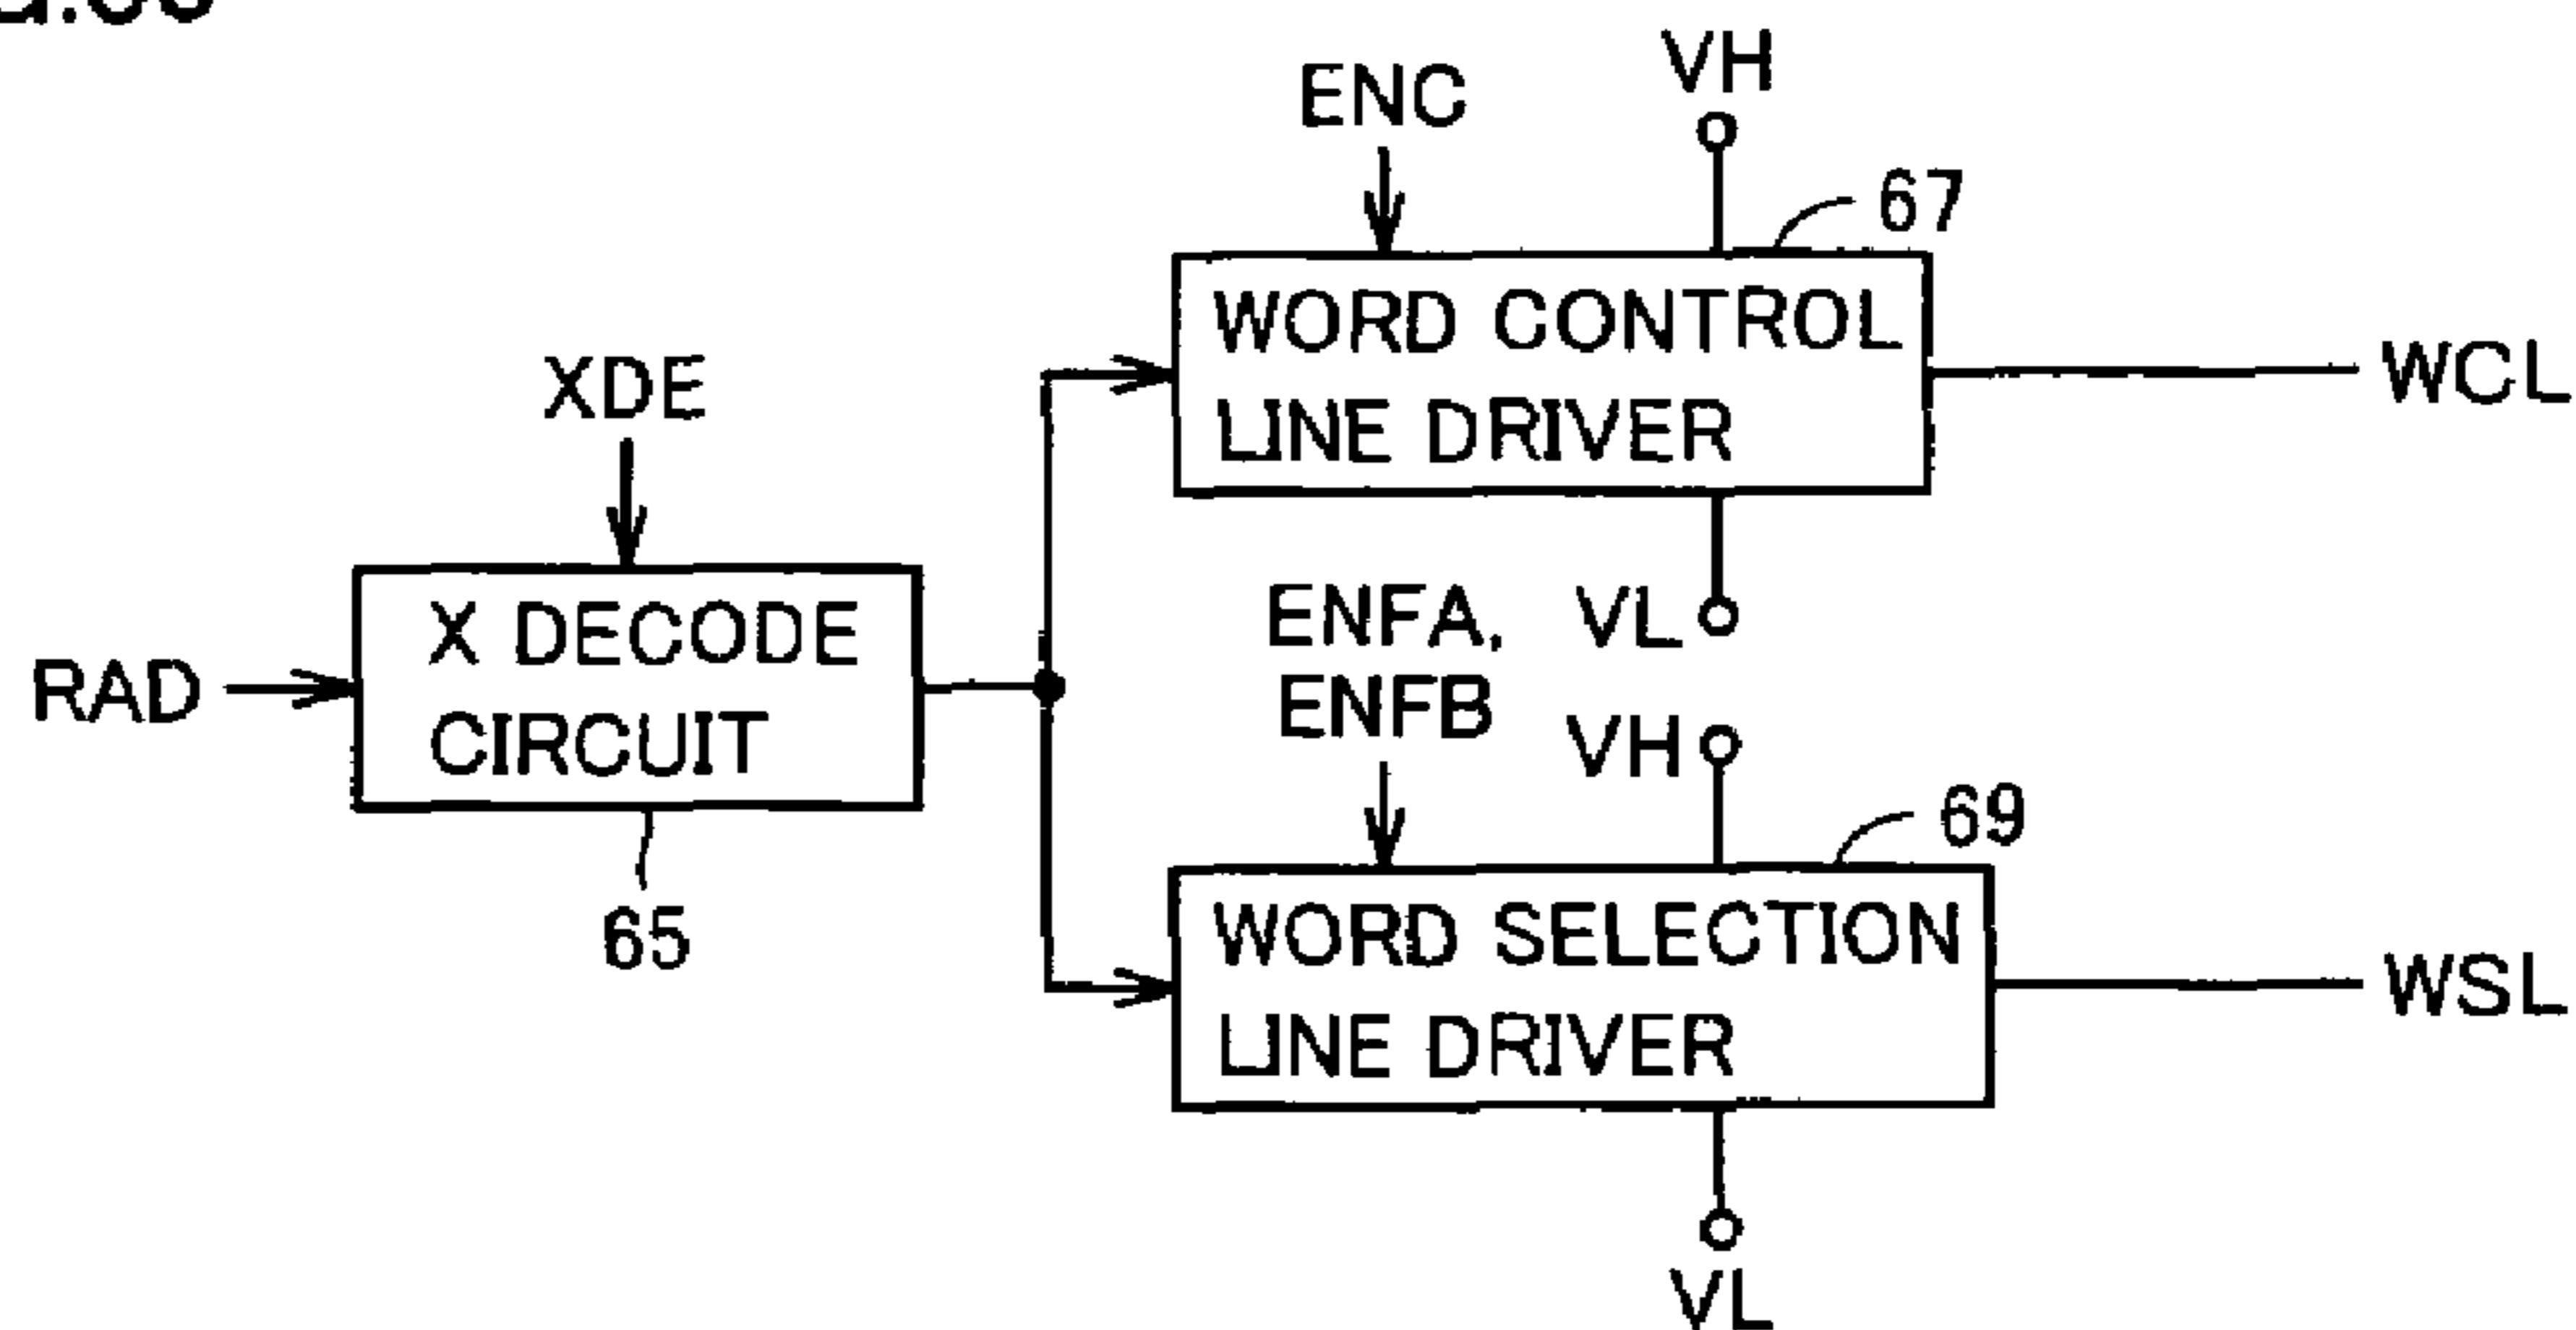 VH
ENC
67
WORD CONTROL
LINE DRIVER
WCL
XDE
VL
ENFA,
ENFB
X DECODE
CIRCUIT
RAD
65
VH
69
WORD SELECTION
LINE DRIVER
WSL
VL